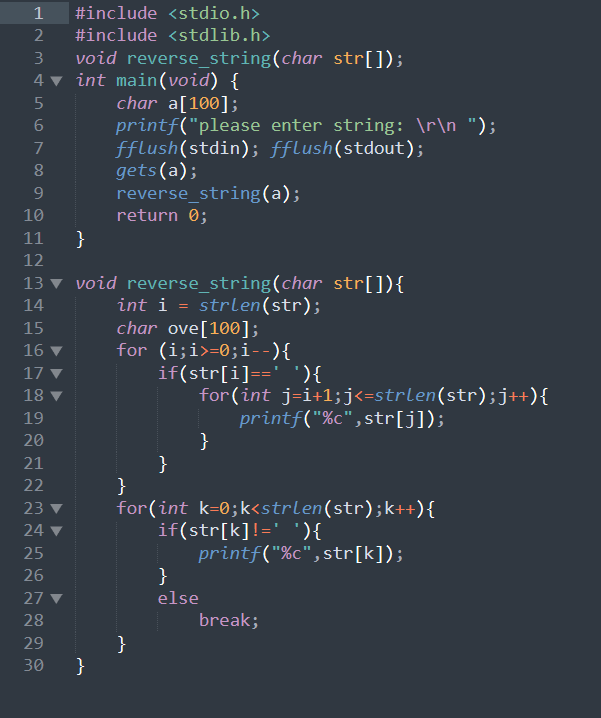 1 #include <stdio.h>
2 #include <stdlib.h>
3 void reverse_string(char str[]);
4 int main(void) {
5     char a[100];
6     printf("please enter string: \r\n ");
7     fflush(stdin); fflush(stdout);
8     gets(a);
9     reverse_string(a);
10     return 0;
11 }
12
13 void reverse_string(char str[]){
14     int i = strlen(str);
15     char ove[100];
16     for (i;i>=0;i--){
17         if(str[i]==' '){
18             for(int j=i+1;j<=strlen(str);j++){
19                 printf("%c",str[j]);
20             }
21         }
22     }
23     for(int k=0;k<strlen(str);k++){
24         if(str[k]!=' '){
25             printf("%c",str[k]);
26         }
27         else
28             break;
29     }
30 }